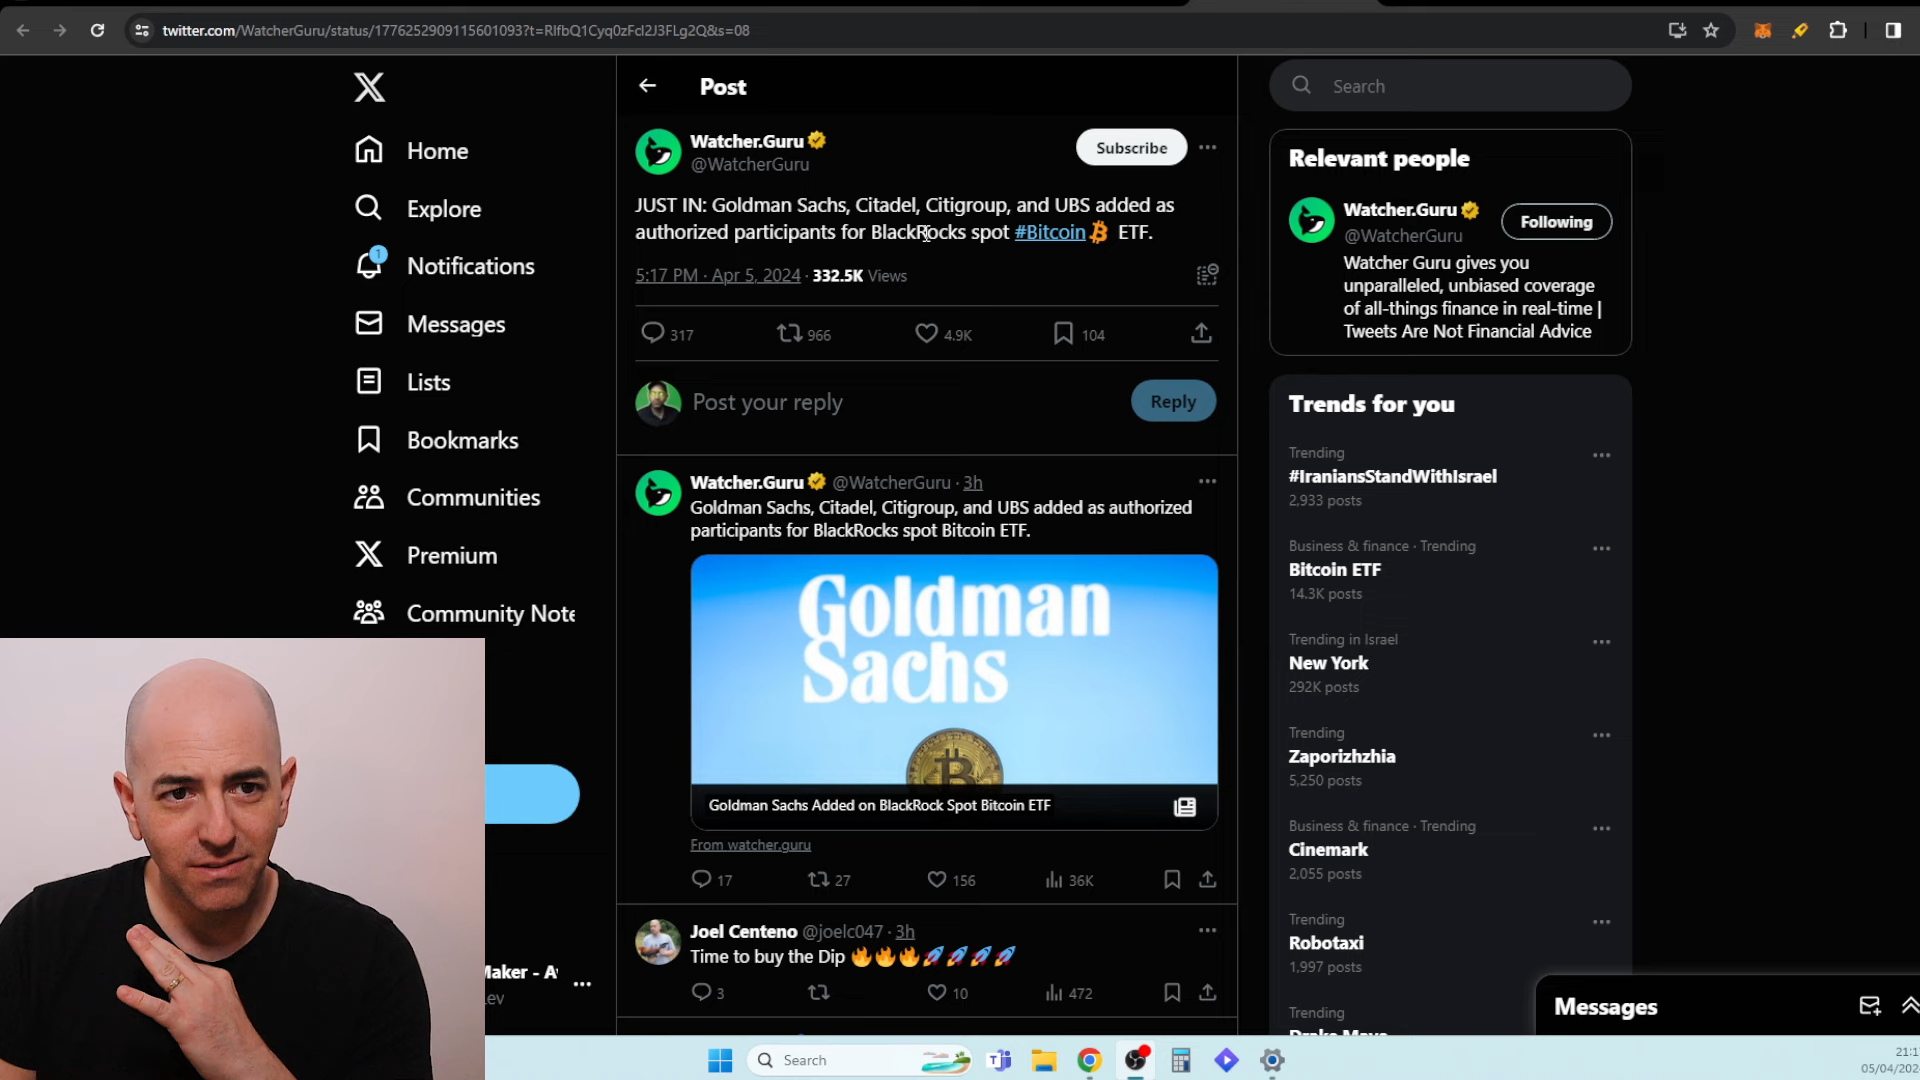 twitter.com/WatcherGuru/status/1776252909115601093?t=RlfbQ1Cyq0zFcl2J3FLg2Q&s=08
Home
Explore
1
Notifications
Messages
Lists
Bookmarks
Communities
Premium
Community Note
Post
Watcher.Guru
@WatcherGuru
Subscribe
JUST IN: Goldman Sachs, Citadel, Citigroup, and UBS added as
authorized participants for BlackRocks spot #Bitcoin ETF.
5:17 PM · Apr 5, 2024 · 332.5K Views
317 966 4.9K 104
Post your reply
Reply
Watcher.Guru @WatcherGuru · 3h
Goldman Sachs, Citadel, Citigroup, and UBS added as authorized
participants for BlackRocks spot Bitcoin ETF.
Goldman
Sachs
Goldman Sachs Added on BlackRock Spot Bitcoin ETF
From watcher.guru
17 27 156 36K
Joel Centeno @joelc047 · 3h
Time to buy the Dip 🔥🔥🔥🚀🚀🚀🚀
3 10 472
Search
Relevant people
Watcher.Guru
@WatcherGuru
Following
Watcher Guru gives you
unparalleled, unbiased coverage
of all-things finance in real-time |
Tweets Are Not Financial Advice
Trends for you
Trending
#IraniansStandWithIsrael
2,933 posts
Business & finance · Trending
Bitcoin ETF
14.3K posts
Trending in Israel
New York
292K posts
Trending
Zaporizhzhia
5,250 posts
Business & finance · Trending
Cinemark
2,055 posts
Trending
Robotaxi
1,997 posts
Trending
Messages
Search
21:1
05/04/202